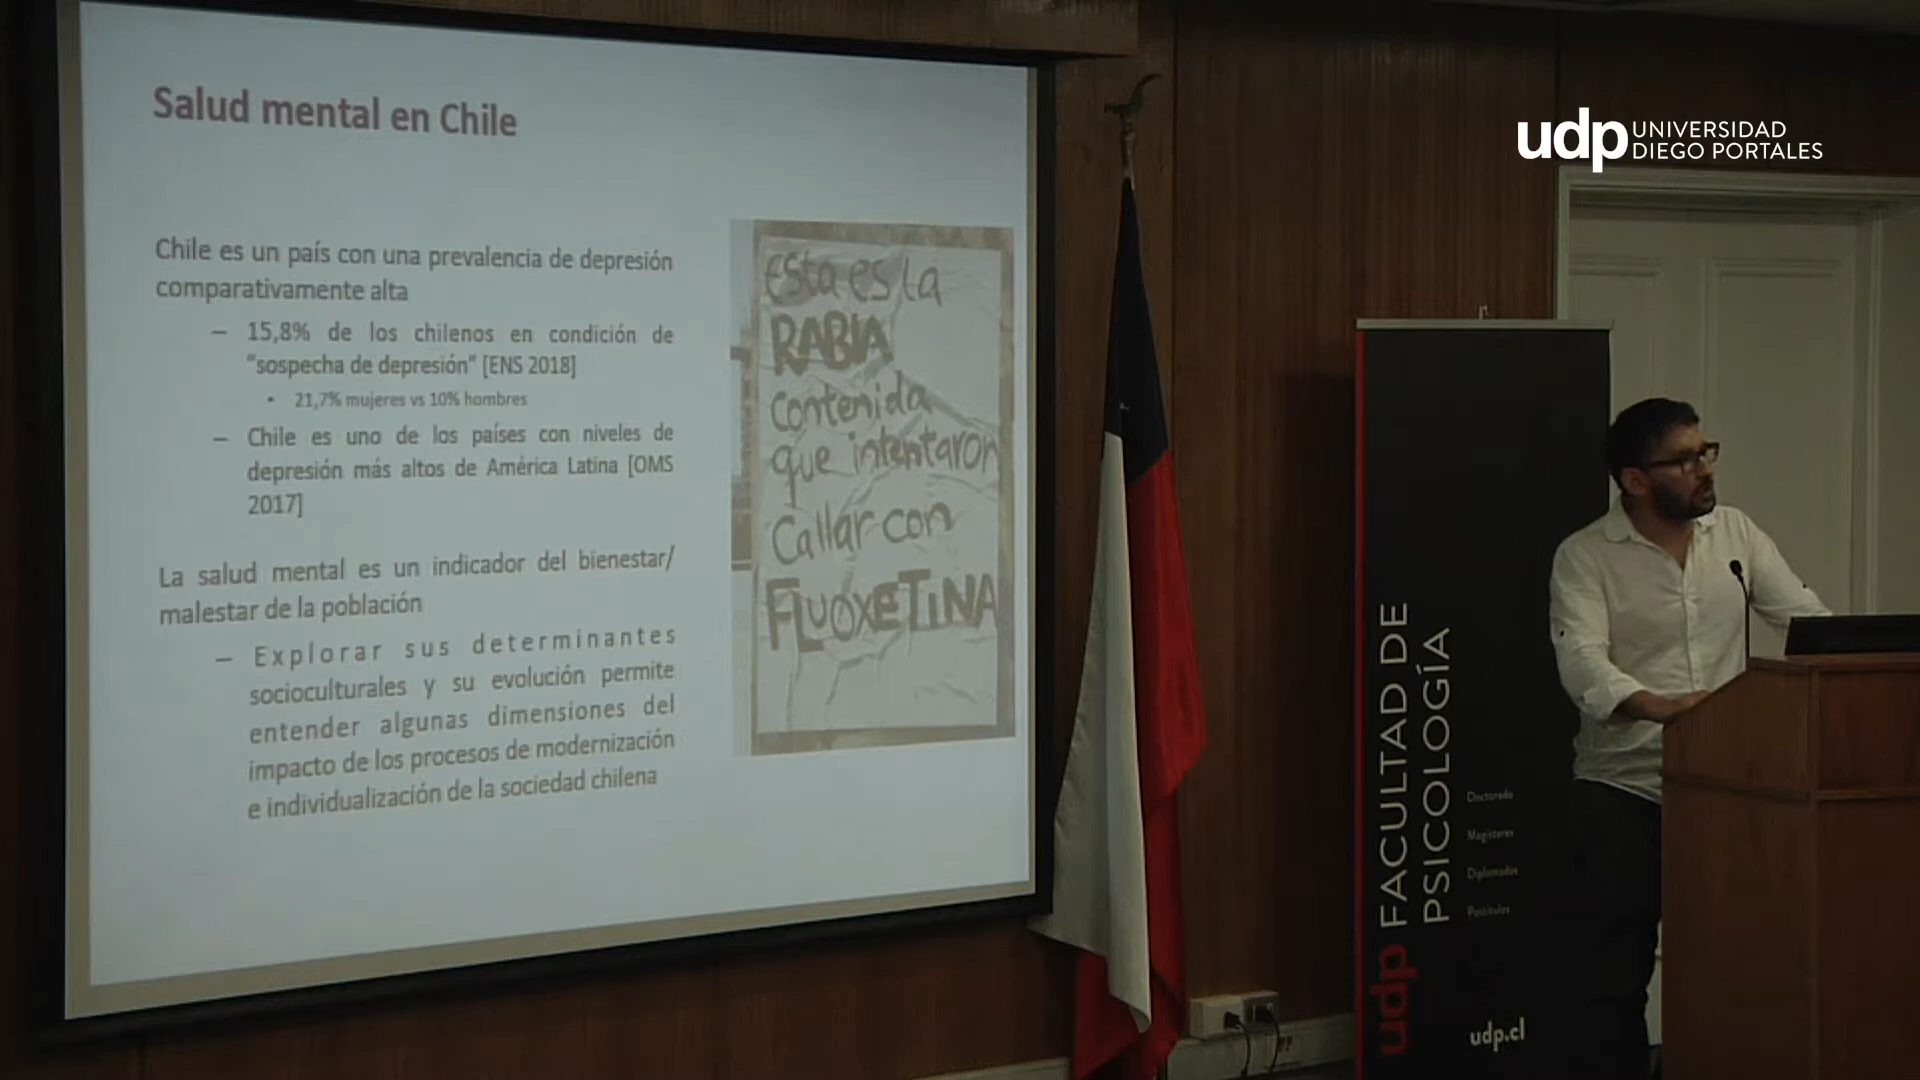 Salud mental en Chile
Chile es un país con una prevalencia de depresión
comparativamente alta
– 15,8% de los chilenos en condición de
“sospecha de depresión” [ENS 2018]
• 21,7% mujeres vs 10% hombres
– Chile es uno de los países con niveles de
depresión más altos de América Latina [OMS
2017]
La salud mental es un indicador del bienestar/
malestar de la población
– Explorar sus determinantes
socioculturales y su evolución permite
entender algunas dimensiones del
impacto de los procesos de modernización
e individualización de la sociedad chilena
esta es la
RABIA
contenida
que intentaron
Callar con
FLUOXETINA
udp UNIVERSIDAD
DIEGO PORTALES
udp FACULTAD DE
PSICOLOGÍA
Doctorado
Magísteres
Diplomados
Postítulos
udp.cl